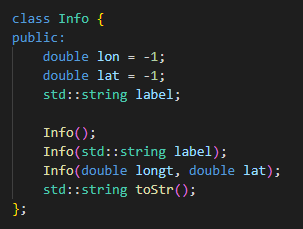 class Info {
public:
    double lon = -1;
    double lat = -1;
    std::string label;

    Info();
    Info(std::string label);
    Info(double longt, double lat);
    std::string toStr();
};